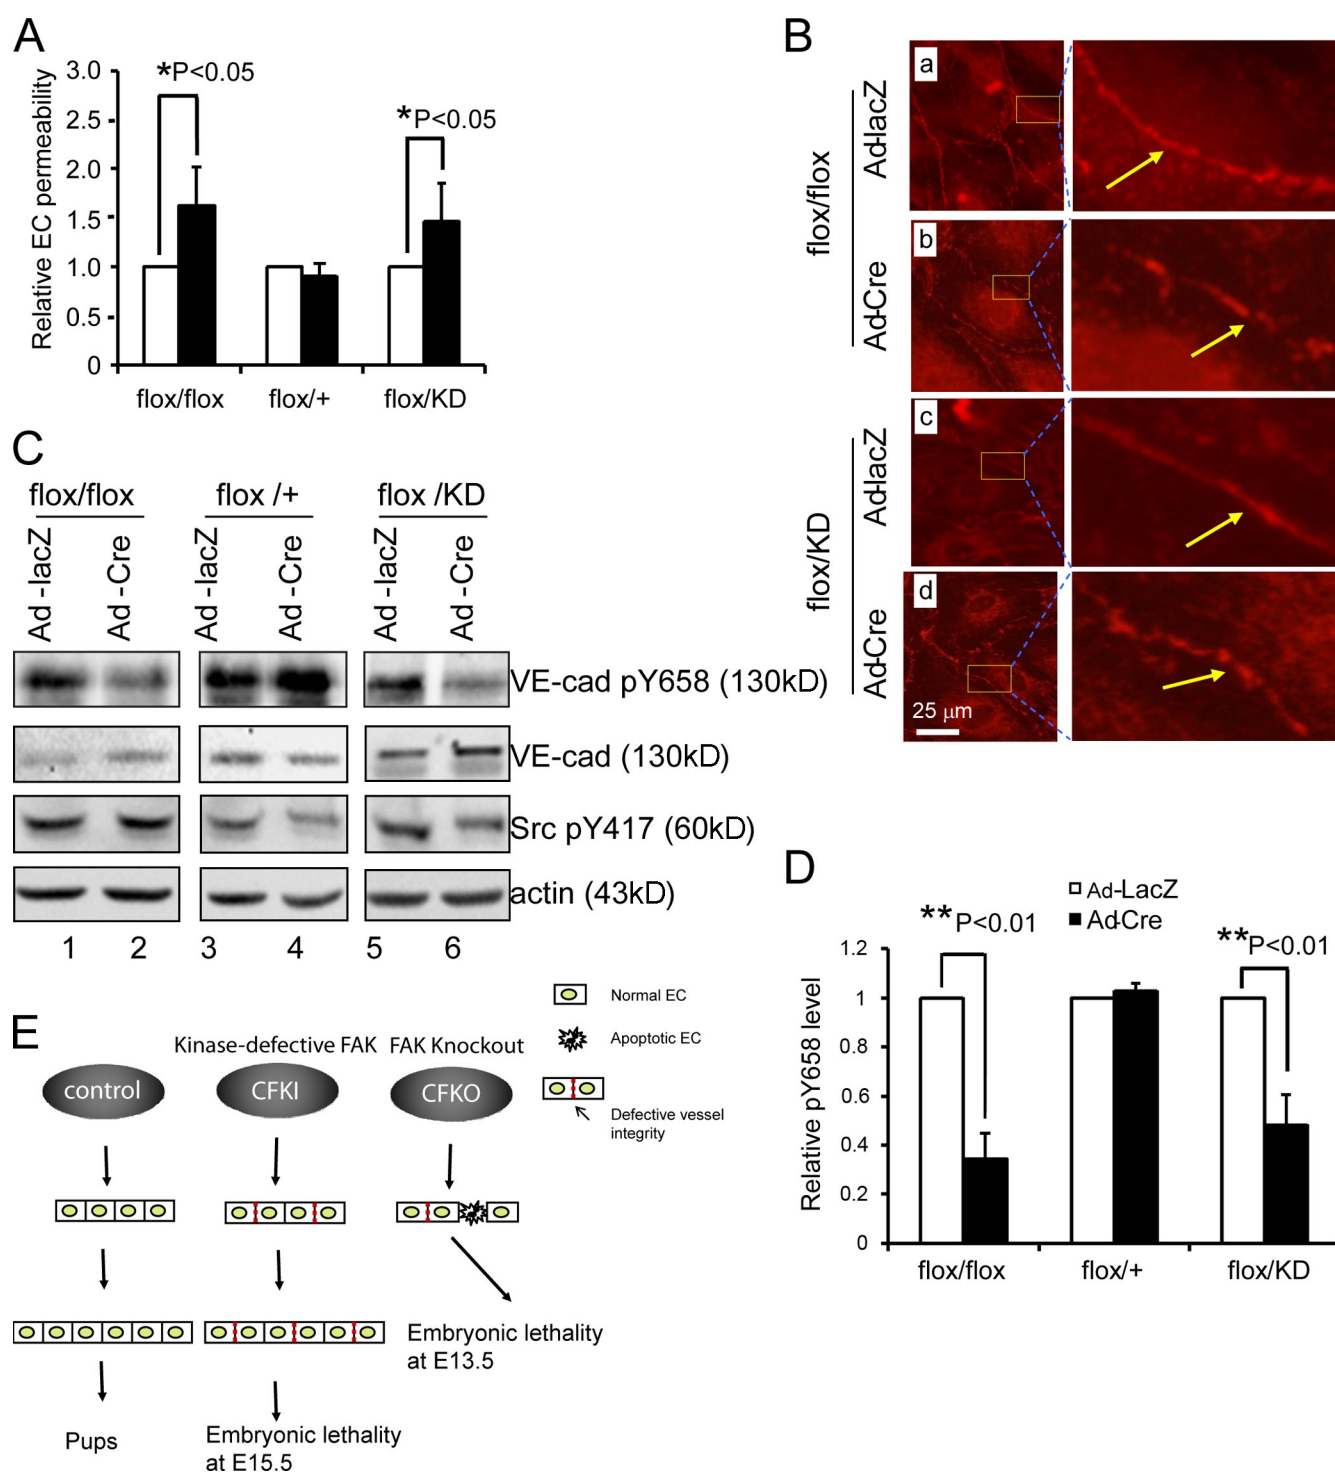 A
Relative EC permeability
3.0
2.5
2.0
1.5
1.0
0.5
0
*P<0.05
*P<0.05
flox/flox
flox/+
flox/KD
B
flox/flox
Ad-lacZ
Ad-Cre
flox/KD
Ad-lacZ
Ad-Cre
a
b
c
d
25 μm
C
flox/flox
flox /+
flox /KD
Ad-lacZ
Ad-Cre
Ad-lacZ
Ad-Cre
Ad-lacZ
Ad-Cre
VE-cad pY658 (130kD)
VE-cad (130kD)
Src pY417 (60kD)
actin (43kD)
1 2 3 4 5 6
D
Ad-LacZ
Ad-Cre
**P<0.01
**P<0.01
Relative pY658 level
1.2
1
0.8
0.6
0.4
0.2
0
flox/flox
flox/+
flox/KD
E
Normal EC
Apoptotic EC
Defective vessel
integrity
Kinase-defective FAK
FAK Knockout
control
CFKI
CFKO
Embryonic lethality
at E13.5
Pups
Embryonic lethality
at E15.5